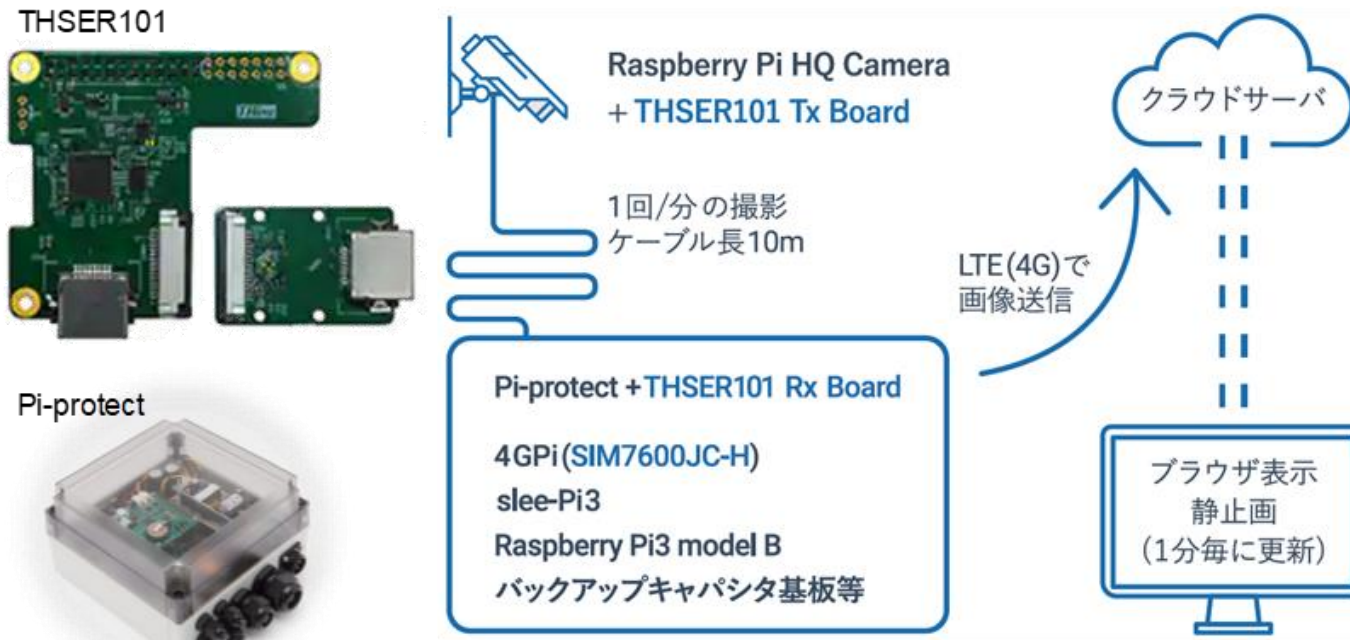 THSER101
THine
Raspberry Pi HQ Camera
+ THSER101 Tx Board
1回/分の撮影
ケーブル長10m
クラウドサーバ
LTE(4G)で
画像送信
Pi-protect
Pi-protect +THSER101 Rx Board
4GPi(SIM7600JC-H)
slee-Pi3
Raspberry Pi3 model B
バックアップキャパシタ基板等
ブラウザ表示
静止画
(1分毎に更新)